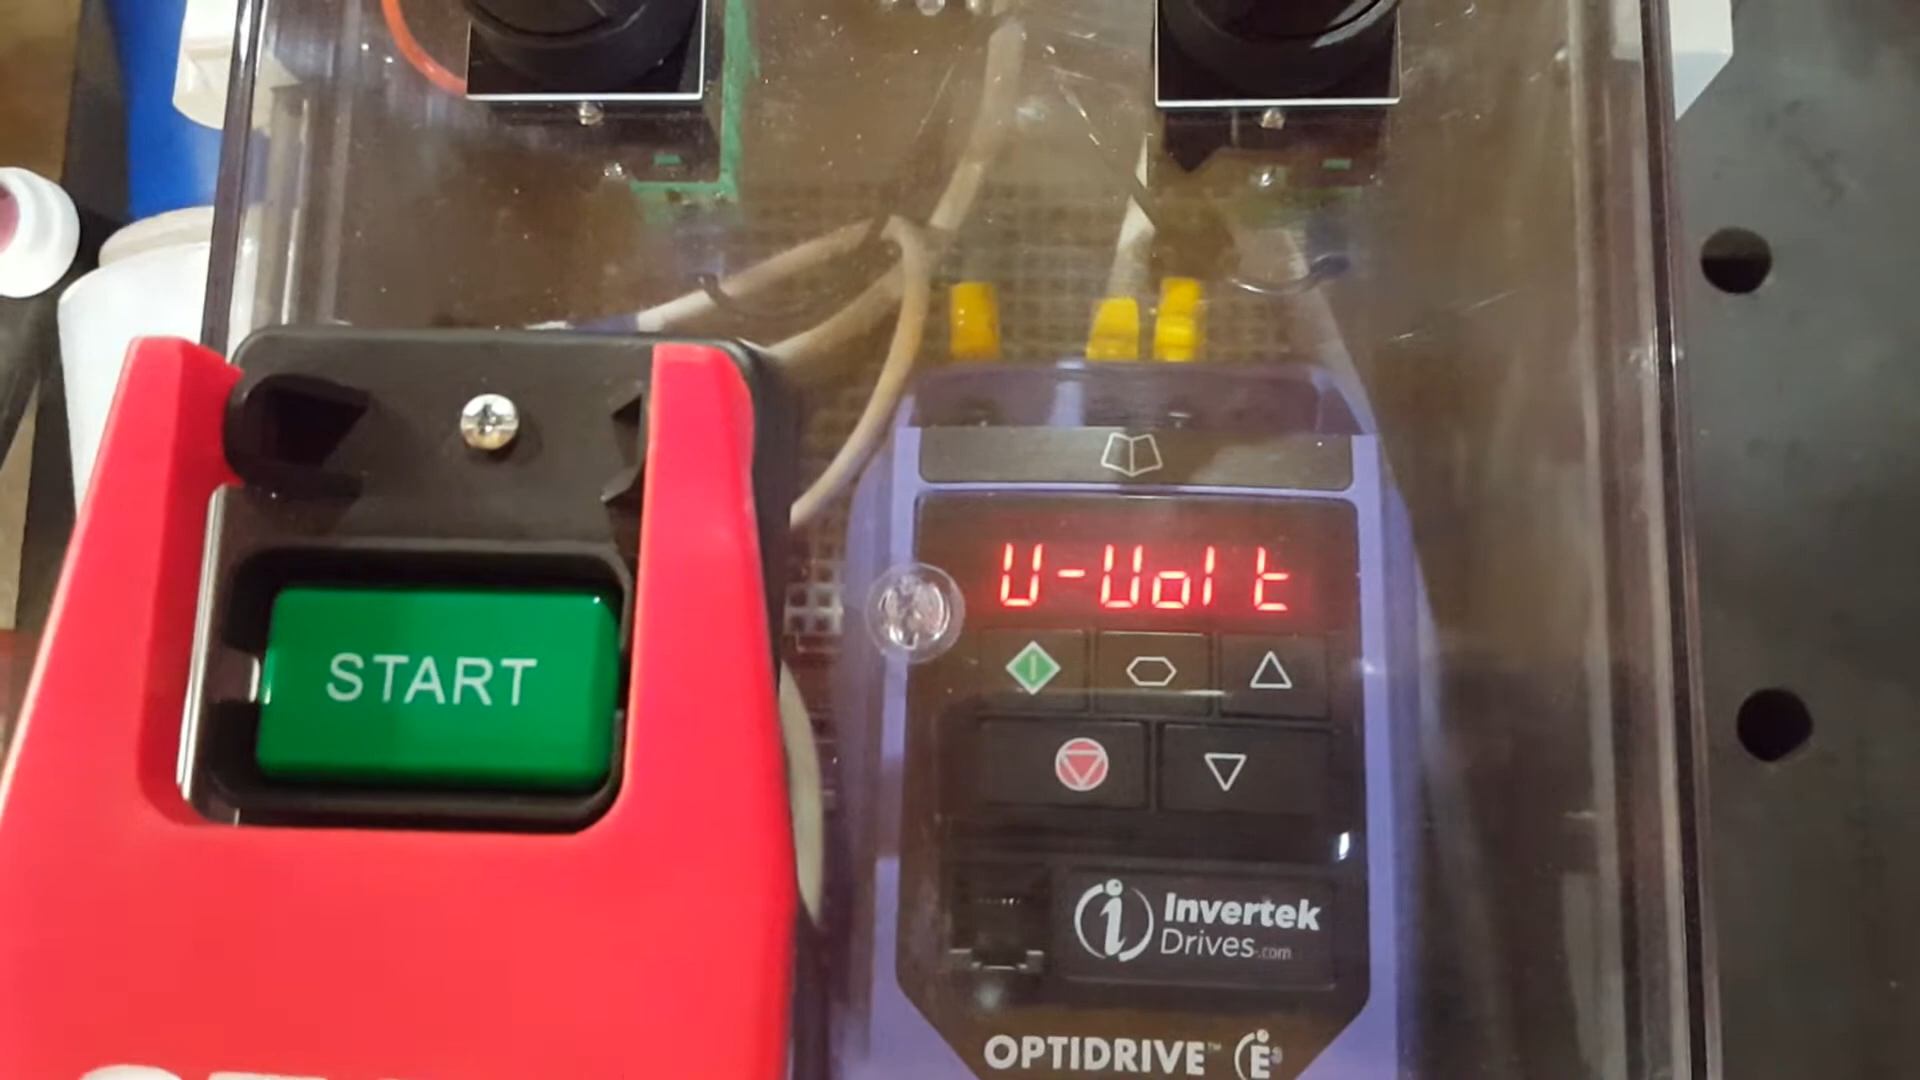 U-Volt
START
Invertek
Drives.com
OPTIDRIVE™ E³